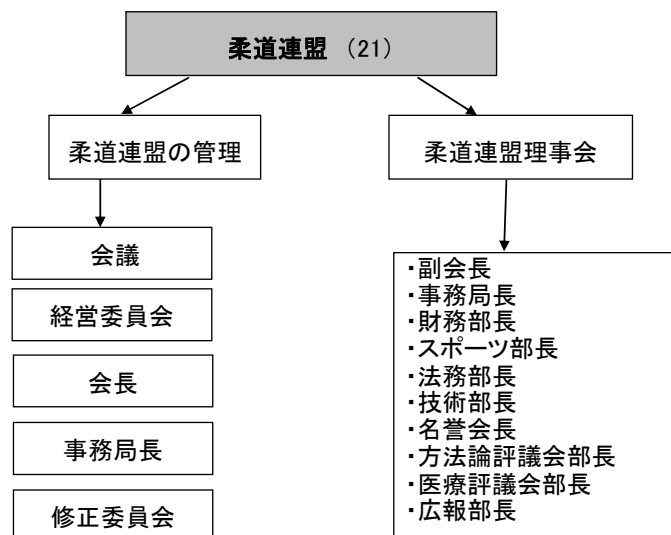 柔道連盟 (21)
柔道連盟の管理
柔道連盟理事会
会議
経営委員会
会長
事務局長
修正委員会
・副会長
・事務局長
・財務部長
・スポーツ部長
・法務部長
・技術部長
・名誉会長
・方法論評議会部長
・医療評議会部長
・広報部長